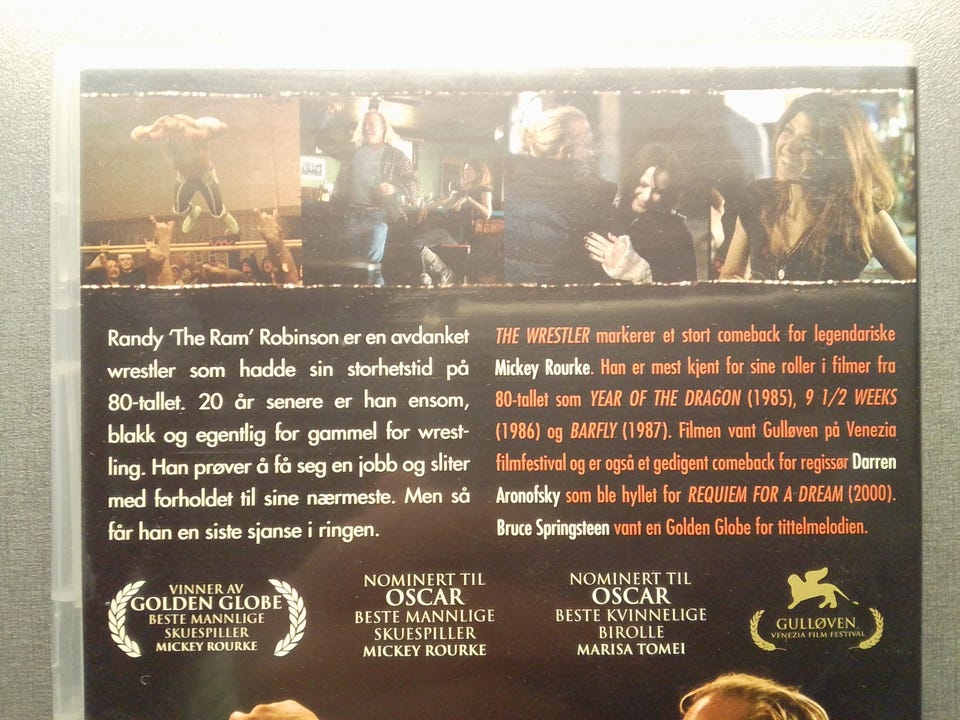 Randy 'The Ram' Robinson er en avdanket
wrestler som hadde sin storhetstid på
80-tallet. 20 år senere er han ensom,
blakk og egentlig for gammel for wrest-
ling. Han prøver å få seg en jobb og sliter
med forholdet til sine nærmeste. Men så
får han en siste sjanse i ringen.
THE WRESTLER markerer et stort comeback for legendariske
Mickey Rourke. Han er mest kjent for sine roller i filmer fra
80-tallet som YEAR OF THE DRAGON (1985), 9 1/2 WEEKS
(1986) og BARFLY (1987). Filmen vant Gulløven på Venezia
filmfestival og er også et gedigent comeback for regissør Darren
Aronofsky som ble hyllet for REQUIEM FOR A DREAM (2000).
Bruce Springsteen vant en Golden Globe for tittelmelodien.
VINNER AV
GOLDEN GLOBE
BESTE MANNLIGE
SKUESPILLER
MICKEY ROURKE
NOMINERT TIL
OSCAR
BESTE MANNLIGE
SKUESPILLER
MICKEY ROURKE
NOMINERT TIL
OSCAR
BESTE KVINNELIGE
BIROLLE
MARISA TOMEI
GULLØVEN
VENEZIA FILM FESTIVAL